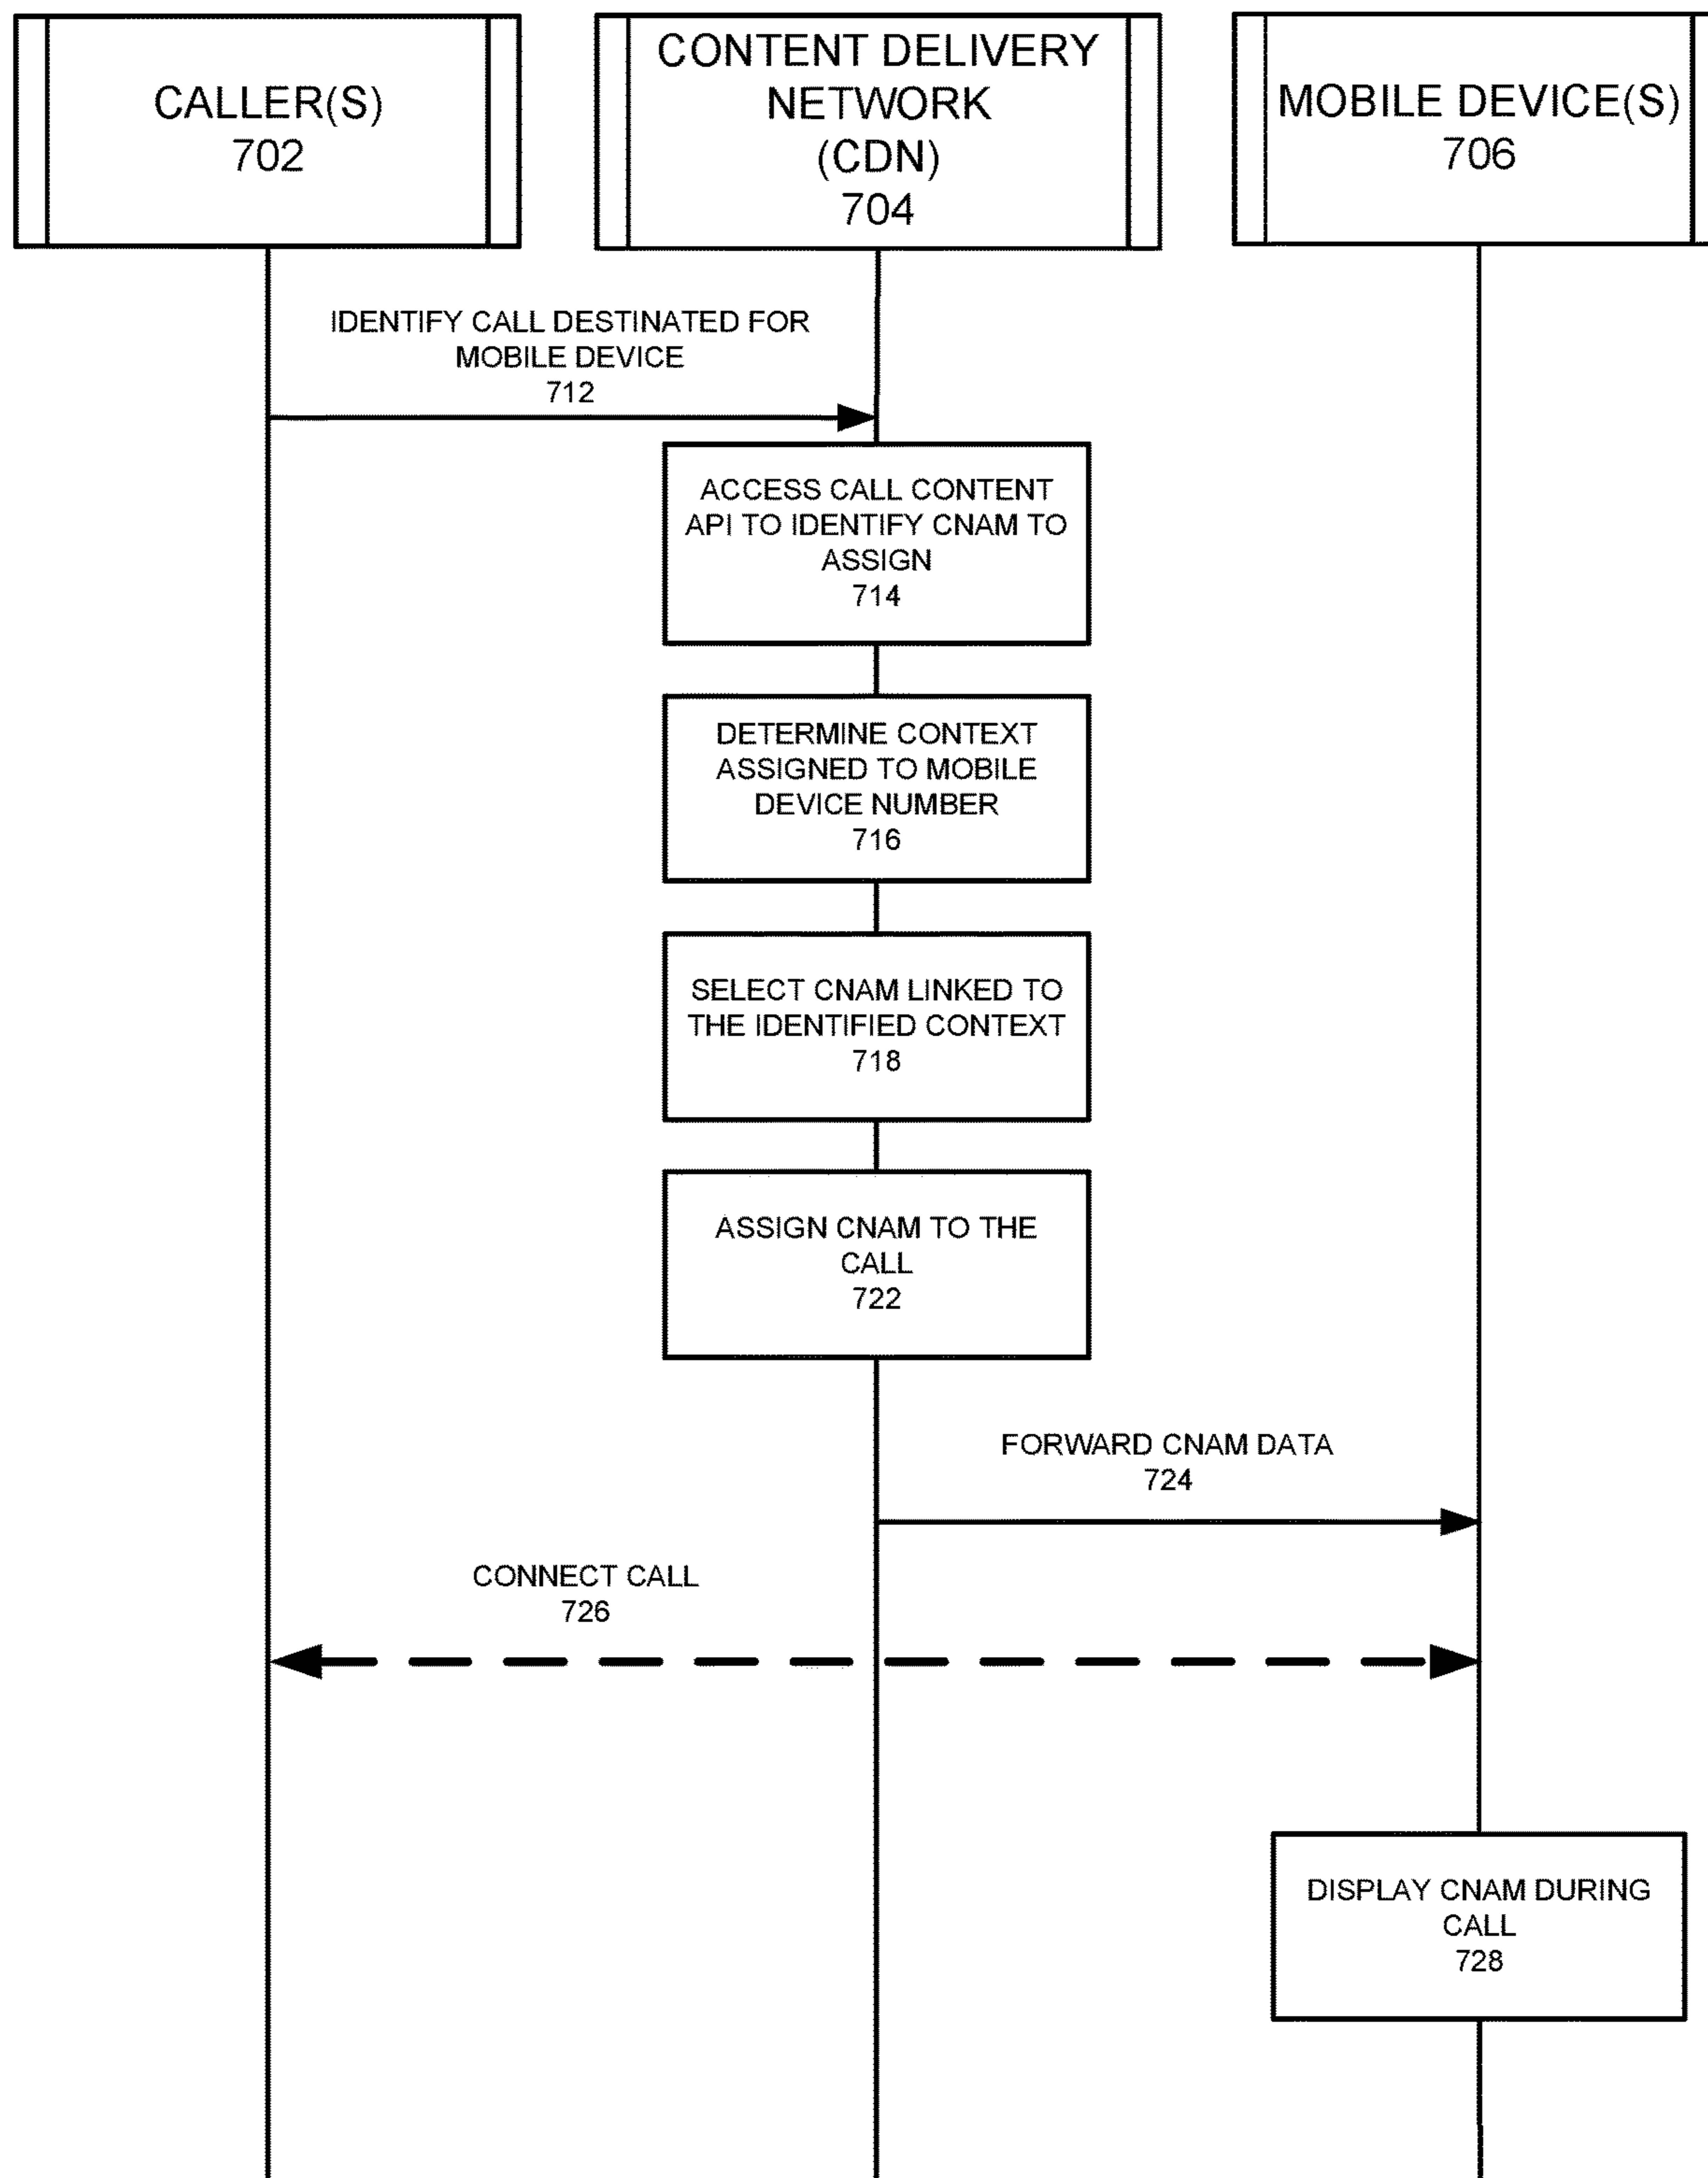 CALLER(S)
702
CONTENT DELIVERY
NETWORK
(CDN)
704
MOBILE DEVICE(S)
706
IDENTIFY CALL DESTINATED FOR
MOBILE DEVICE
712
ACCESS CALL CONTENT
API TO IDENTIFY CNAM TO
ASSIGN
714
DETERMINE CONTEXT
ASSIGNED TO MOBILE
DEVICE NUMBER
716
SELECT CNAM LINKED TO
THE IDENTIFIED CONTEXT
718
ASSIGN CNAM TO THE
CALL
722
FORWARD CNAM DATA
724
CONNECT CALL
726
DISPLAY CNAM DURING
CALL
728